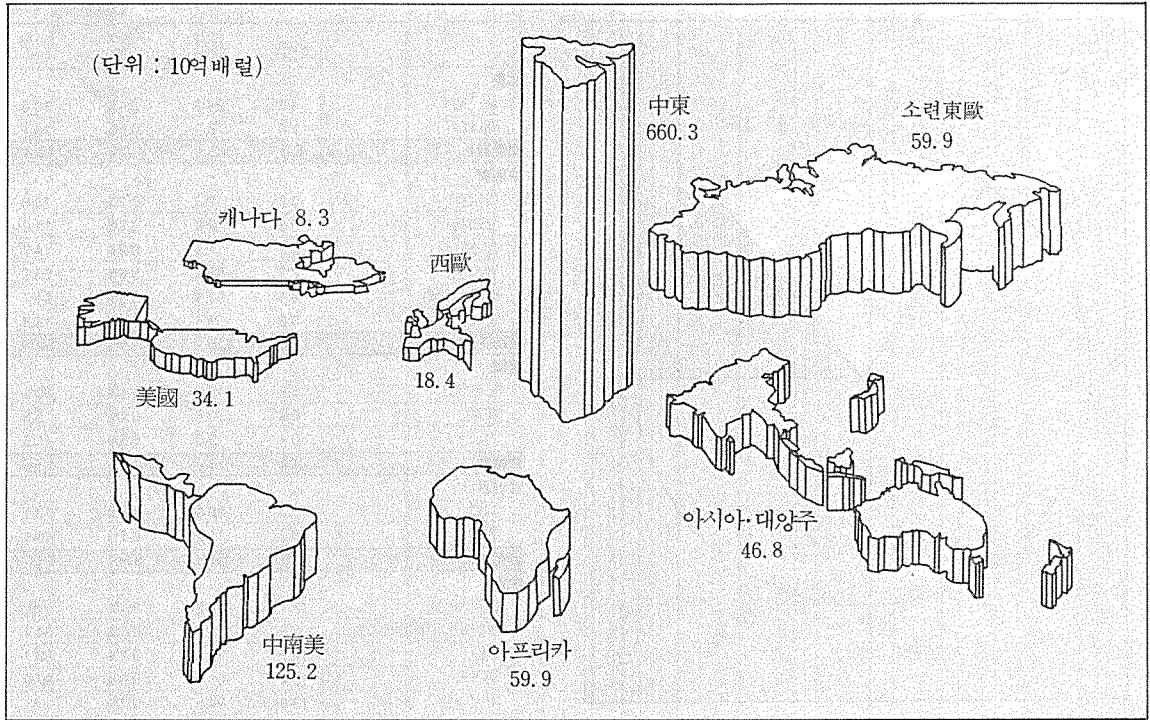 (단위 : 10억배럴)
中東
660.3
소련東歐
59.9
캐나다 8.3
西歐
18.4
美國 34.1
아시아·대양주
46.8
中南美
125.2
아프리카
59.9